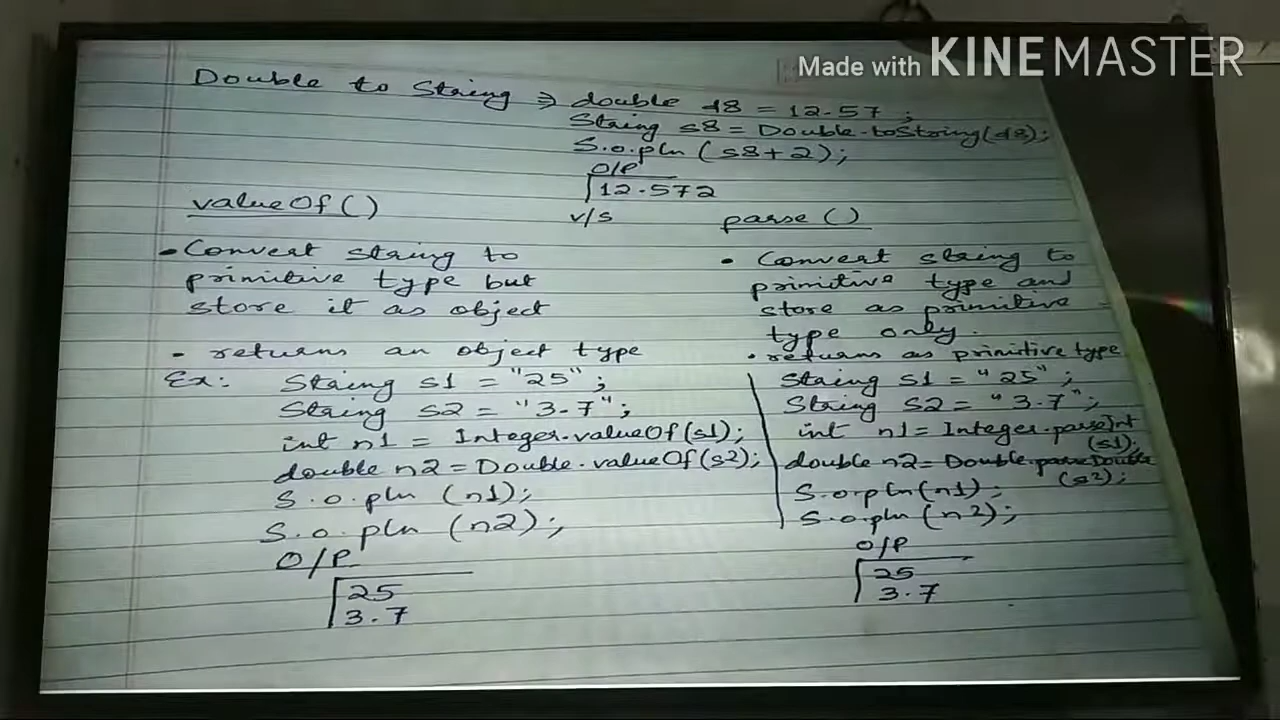 Made with KINEMASTER
Double to String ⇒ double d8 = 12.57 ;
String s8 = Double.toString(d8);
S.o.pln (s8+2);
O/P
12.572
valueOf() v/s parse ()
• Convert string to
primitive type but
store it as object
• returns an object type
Ex: String s1 = "25";
String s2 = "3.7";
int n1 = Integer.valueOf(s1);
double n2 = Double.valueOf(s2);
S.o.pln (n1);
S.o.pln (n2);
O/P
25
3.7
• Convert string to
primitive type and
store as primitive
type only.
• returns as primitive type
String s1 = "25";
String s2 = "3.7";
int n1 = Integer.parseInt
(s1);
double n2 = Double.parseDouble
(s2);
S.o.pln(n1);
S.o.pln (n2);
O/P
25
3.7